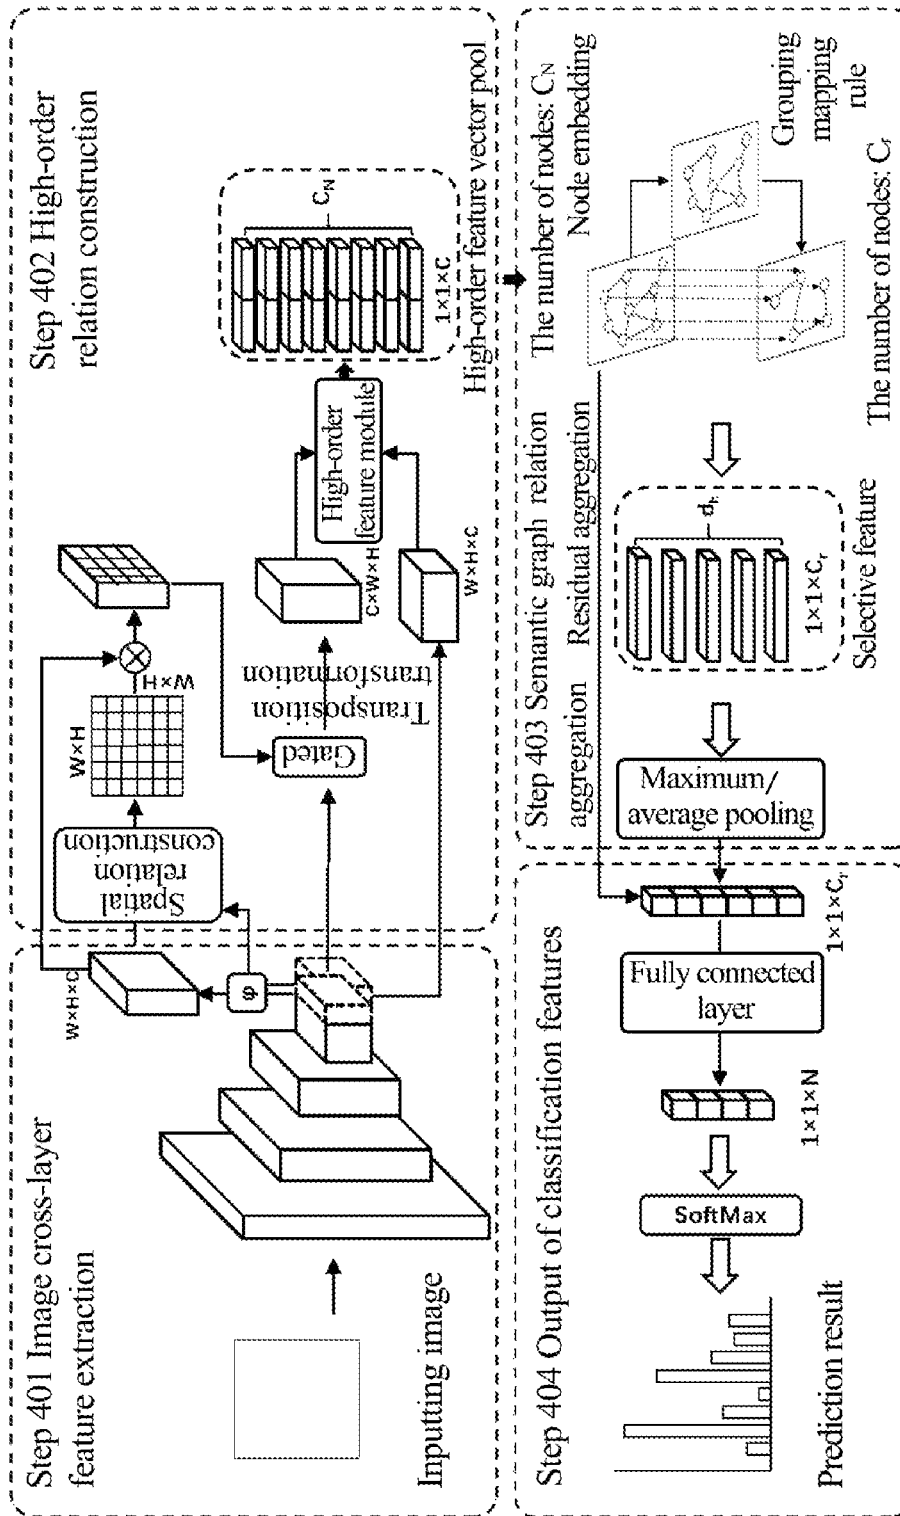 Step 401 Image cross-layer
feature extraction
Inputting image
W×H×C
φ
Step 402 High-order
relation construction
Spatial
relation
construction
W×H
H×W
Gated
Transposition
transformation
C×W×H
W×H×C
High-order
feature module
C_N
1×1×C
High-order feature vector pool
Step 403 Semantic graph relation
aggregation
Residual aggregation
The number of nodes: C_N
Node embedding
Grouping
mapping
rule
The number of nodes: C_r
d_h
1×1×C_r
Selective feature
Maximum/
average pooling
Step 404 Output of classification features
1×1×C_r
Fully connected
layer
1×1×N
SoftMax
Prediction result